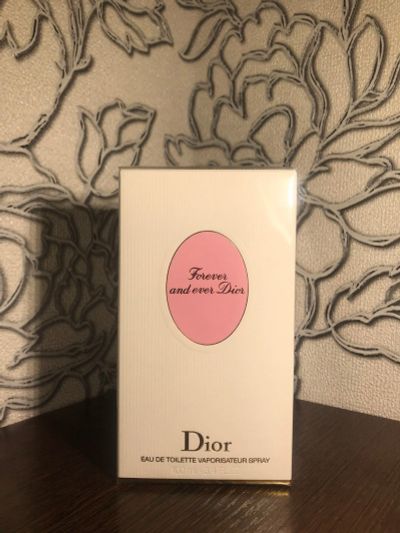 Forever
and ever Dior
Dior
EAU DE TOILETTE VAPORISATEUR SPRAY